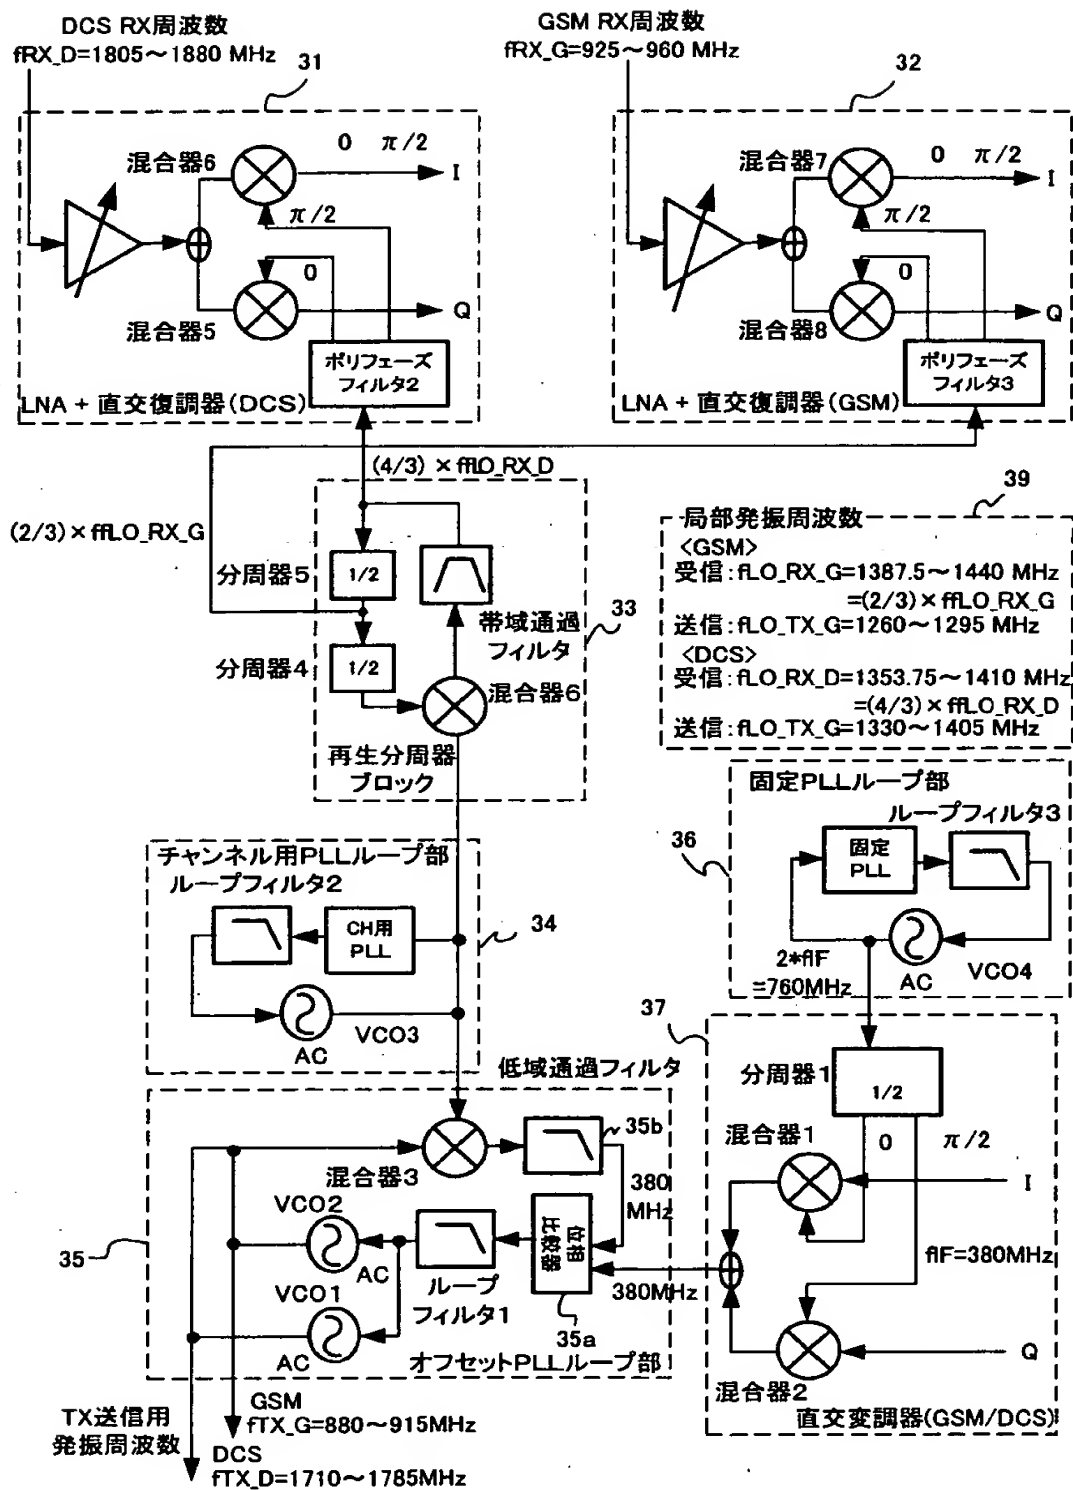 DCS RX周波数
fRX_D=1805～1880 MHz
GSM RX周波数
fRX_G=925～960 MHz
31
32
混合器6
0 π/2
I
π/2
0
混合器5
Q
ポリフェーズ
フィルタ2
LNA + 直交復調器(DCS)
混合器7
0 π/2
I
π/2
0
混合器8
Q
ポリフェーズ
フィルタ3
LNA + 直交復調器(GSM)
(4/3) × ffLO_RX_D
(2/3) × ffLO_RX_G
分周器5
1/2
帯域通過
フィルタ
33
分周器4
1/2
混合器6
再生分周器
ブロック
39
局部発振周波数
<GSM>
受信:fLO_RX_G=1387.5～1440 MHz
=(2/3)×ffLO_RX_G
送信:fLO_TX_G=1260～1295 MHz
<DCS>
受信:fLO_RX_D=1353.75～1410 MHz
=(4/3)×ffLO_RX_D
送信:fLO_TX_G=1330～1405 MHz
チャンネル用PLLループ部
ループフィルタ2
CH用
PLL
34
AC
VCO3
固定PLLループ部
ループフィルタ3
36
固定
PLL
2*fIF
=760MHz
AC
VCO4
37
分周器1
1/2
混合器1
0
π/2
I
fIF=380MHz
Q
混合器2
直交変調器(GSM/DCS)
低域通過フィルタ
35b
混合器3
380
MHz
VCO2
AC
位相
比較器
380MHz
35
VCO1
AC
ループ
フィルタ1
35a
オフセットPLLループ部
TX送信用
発振周波数
GSM
fTX_G=880～915MHz
DCS
fTX_D=1710～1785MHz